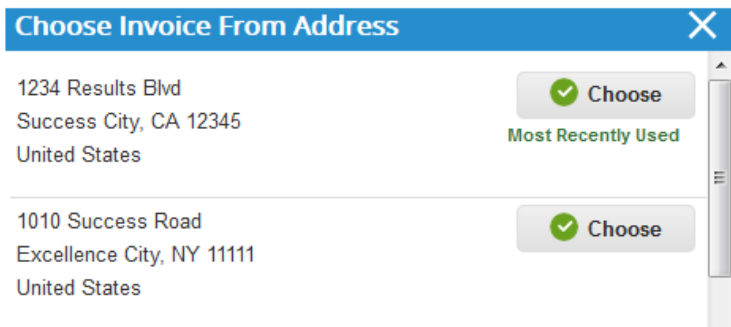 Choose Invoice From Address
1234 Results Blvd
Success City, CA 12345
United States
Choose
Most Recently Used
1010 Success Road
Excellence City, NY 11111
United States
Choose